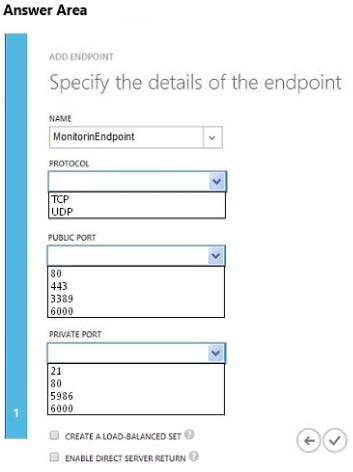 Answer Area
ADD ENDPOINT
Specify the details of the endpoint
NAME
MonitorinEndpoint
PROTOCOL
TCP
UDP
PUBLIC PORT
80
443
3389
6000
PRIVATE PORT
21
80
5986
6000
1
CREATE A LOAD-BALANCED SET ?
ENABLE DIRECT SERVER RETURN ?